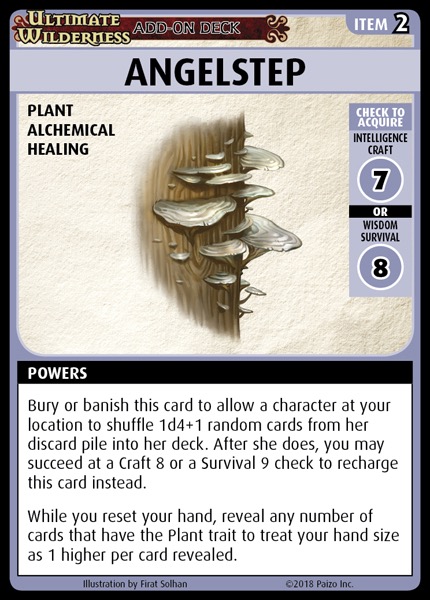 ULTIMATE WILDERNESS ADD-ON DECK
ITEM 2
ANGELSTEP
PLANT
ALCHEMICAL
HEALING
CHECK TO
ACQUIRE
INTELLIGENCE
CRAFT
7
OR
WISDOM
SURVIVAL
8
POWERS
Bury or banish this card to allow a character at your
location to shuffle 1d4+1 random cards from her
discard pile into her deck. After she does, you may
succeed at a Craft 8 or a Survival 9 check to recharge
this card instead.
While you reset your hand, reveal any number of
cards that have the Plant trait to treat your hand size
as 1 higher per card revealed.
Illustration by Firat Solhan
©2018 Paizo Inc.